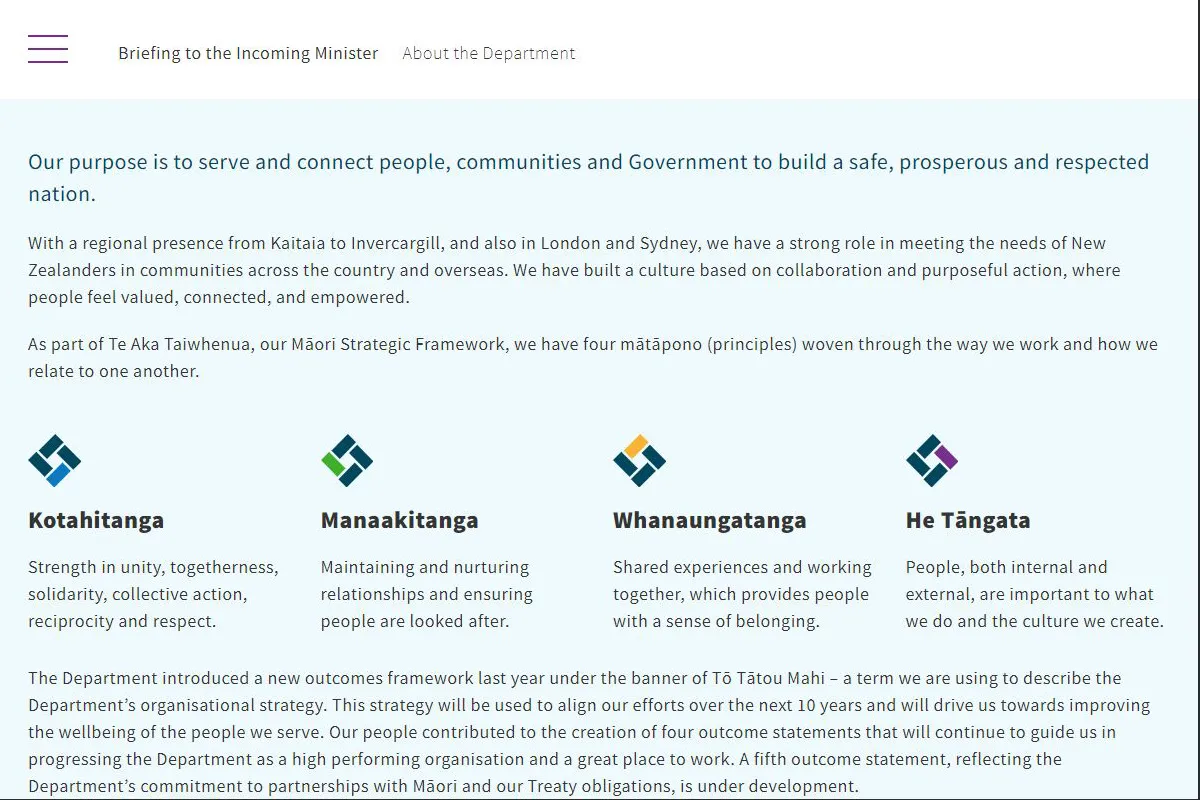 Briefing to the Incoming Minister About the Department
Our purpose is to serve and connect people, communities and Government to build a safe, prosperous and respected
nation.
With a regional presence from Kaitaia to Invercargill, and also in London and Sydney, we have a strong role in meeting the needs of New
Zealanders in communities across the country and overseas. We have built a culture based on collaboration and purposeful action, where
people feel valued, connected, and empowered.
As part of Te Aka Taiwhenua, our Māori Strategic Framework, we have four mātāpono (principles) woven through the way we work and how we
relate to one another.
Kotahitanga
Strength in unity, togetherness,
solidarity, collective action,
reciprocity and respect.
Manaakitanga
Maintaining and nurturing
relationships and ensuring
people are looked after.
Whanaungatanga
Shared experiences and working
together, which provides people
with a sense of belonging.
He Tāngata
People, both internal and
external, are important to what
we do and the culture we create.
The Department introduced a new outcomes framework last year under the banner of Tō Tātou Mahi – a term we are using to describe the
Department’s organisational strategy. This strategy will be used to align our efforts over the next 10 years and will drive us towards improving
the wellbeing of the people we serve. Our people contributed to the creation of four outcome statements that will continue to guide us in
progressing the Department as a high performing organisation and a great place to work. A fifth outcome statement, reflecting the
Department’s commitment to partnerships with Māori and our Treaty obligations, is under development.